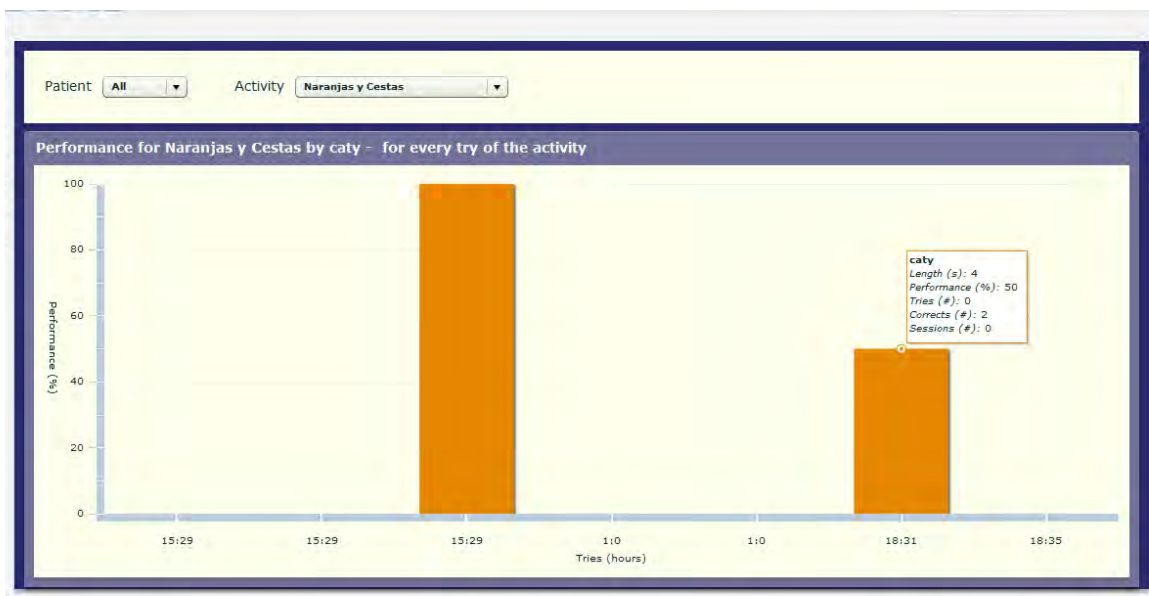 Patient All Activity Naranjas y Cestas
Performance for Naranjas y Cestas by caty - for every try of the activity
100
80
60
40
20
0
Performance (%)
caty
Length (s): 4
Performance (%): 50
Tries (#): 0
Corrects (#): 2
Sessions (#): 0
15:29 15:29 15:29 1:0 1:0 18:31 18:35
Tries (hours)